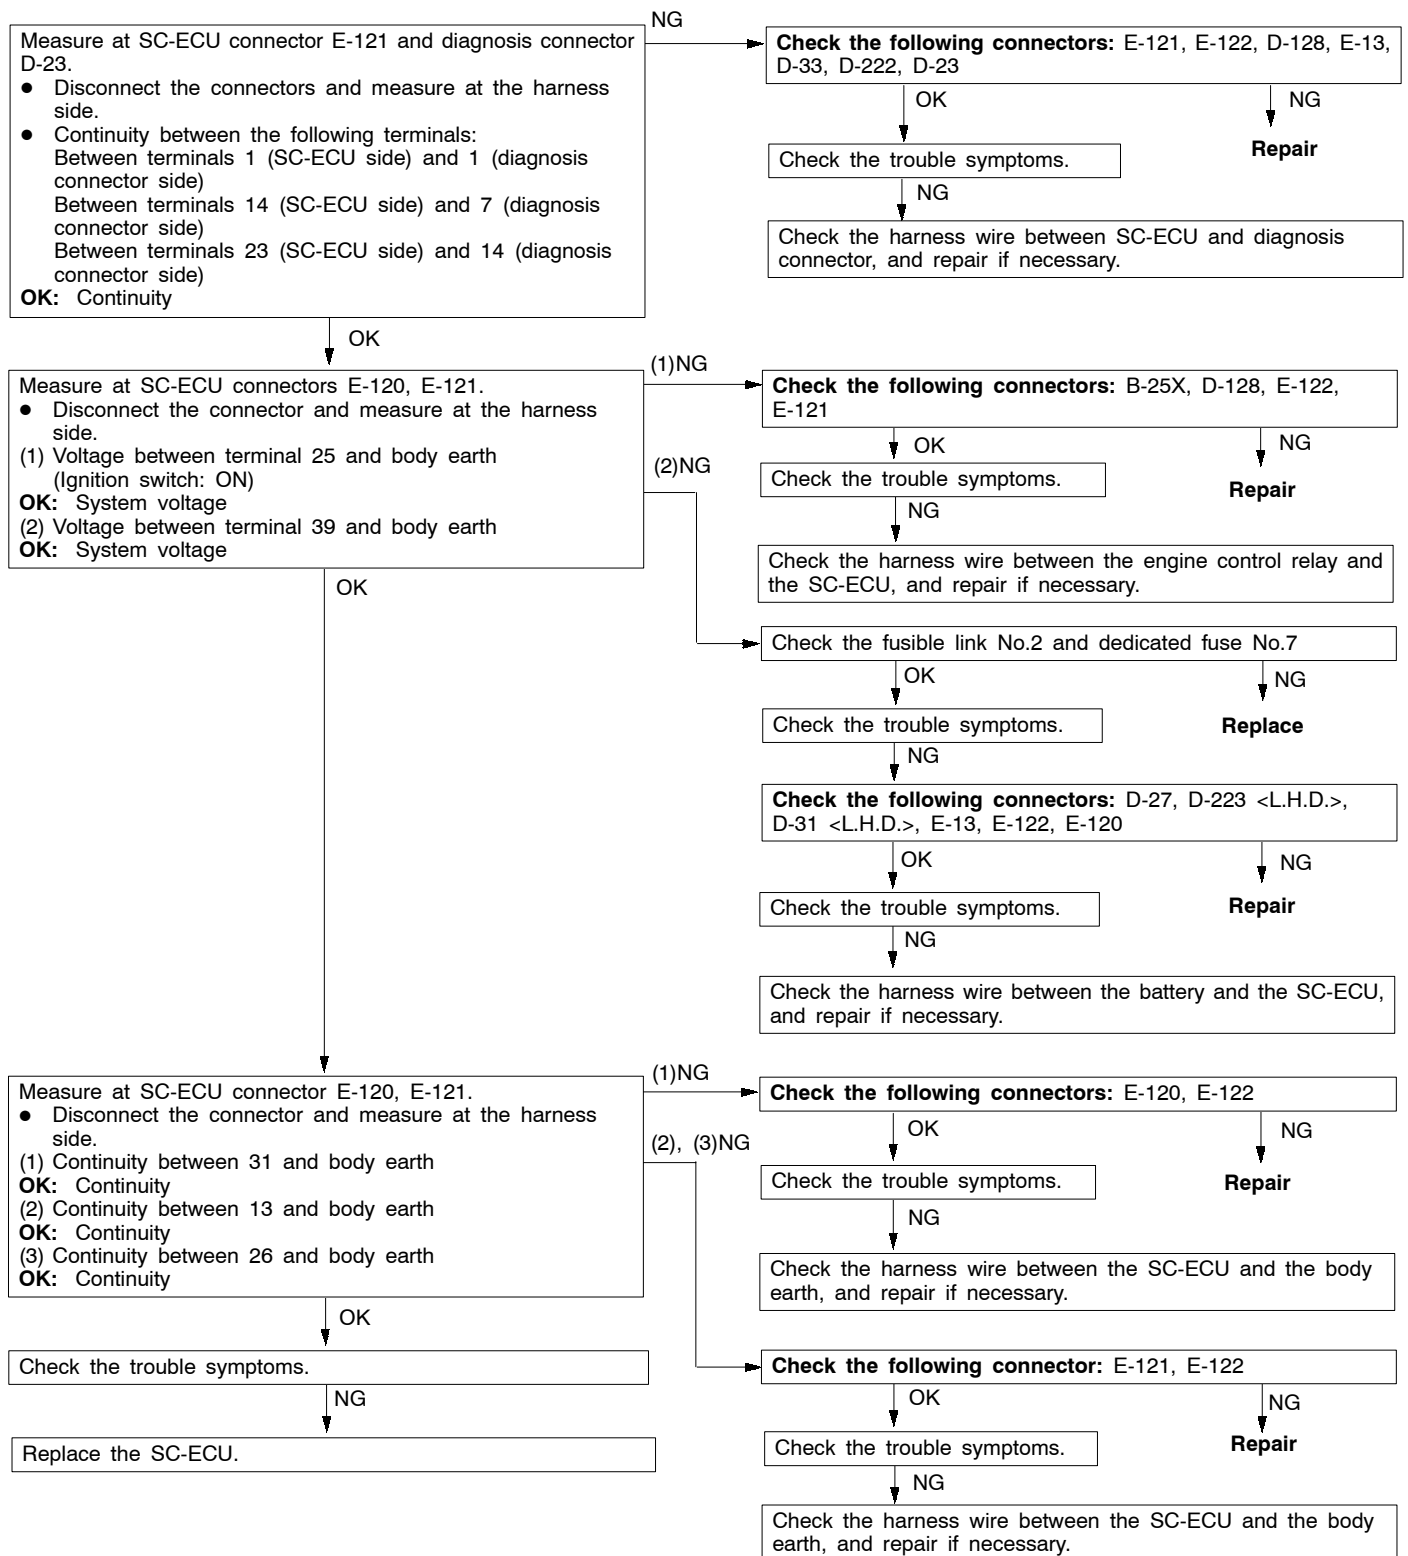 Measure at SC-ECU connector E-121 and diagnosis connector
D-23.
● Disconnect the connectors and measure at the harness
side.
● Continuity between the following terminals:
Between terminals 1 (SC-ECU side) and 1 (diagnosis
connector side)
Between terminals 14 (SC-ECU side) and 7 (diagnosis
connector side)
Between terminals 23 (SC-ECU side) and 14 (diagnosis
connector side)
OK: Continuity
NG
Check the following connectors: E-121, E-122, D-128, E-13,
D-33, D-222, D-23
OK
NG
Check the trouble symptoms.
Repair
NG
Check the harness wire between SC-ECU and diagnosis
connector, and repair if necessary.
OK
Measure at SC-ECU connectors E-120, E-121.
● Disconnect the connector and measure at the harness
side.
(1) Voltage between terminal 25 and body earth
(Ignition switch: ON)
OK: System voltage
(2) Voltage between terminal 39 and body earth
OK: System voltage
(1)NG
Check the following connectors: B-25X, D-128, E-122,
E-121
OK
NG
Check the trouble symptoms.
Repair
NG
Check the harness wire between the engine control relay and
the SC-ECU, and repair if necessary.
(2)NG
Check the fusible link No.2 and dedicated fuse No.7
OK
NG
Check the trouble symptoms.
Replace
NG
Check the following connectors: D-27, D-223 <L.H.D.>,
D-31 <L.H.D.>, E-13, E-122, E-120
OK
NG
Check the trouble symptoms.
Repair
NG
Check the harness wire between the battery and the SC-ECU,
and repair if necessary.
OK
Measure at SC-ECU connector E-120, E-121.
● Disconnect the connector and measure at the harness
side.
(1) Continuity between 31 and body earth
OK: Continuity
(2) Continuity between 13 and body earth
OK: Continuity
(3) Continuity between 26 and body earth
OK: Continuity
(1)NG
Check the following connectors: E-120, E-122
OK
NG
Check the trouble symptoms.
Repair
NG
Check the harness wire between the SC-ECU and the body
earth, and repair if necessary.
(2), (3)NG
Check the following connector: E-121, E-122
OK
NG
Check the trouble symptoms.
Repair
NG
Check the harness wire between the SC-ECU and the body
earth, and repair if necessary.
OK
Check the trouble symptoms.
NG
Replace the SC-ECU.